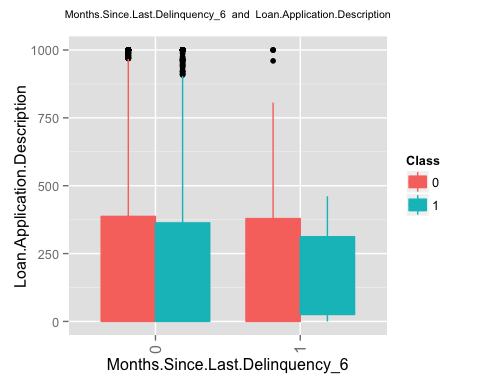 Months.Since.Last.Delinquency_6 and Loan.Application.Description
Loan.Application.Description
1000
750
500
250
0
0
1
Months.Since.Last.Delinquency_6
Class
0
1